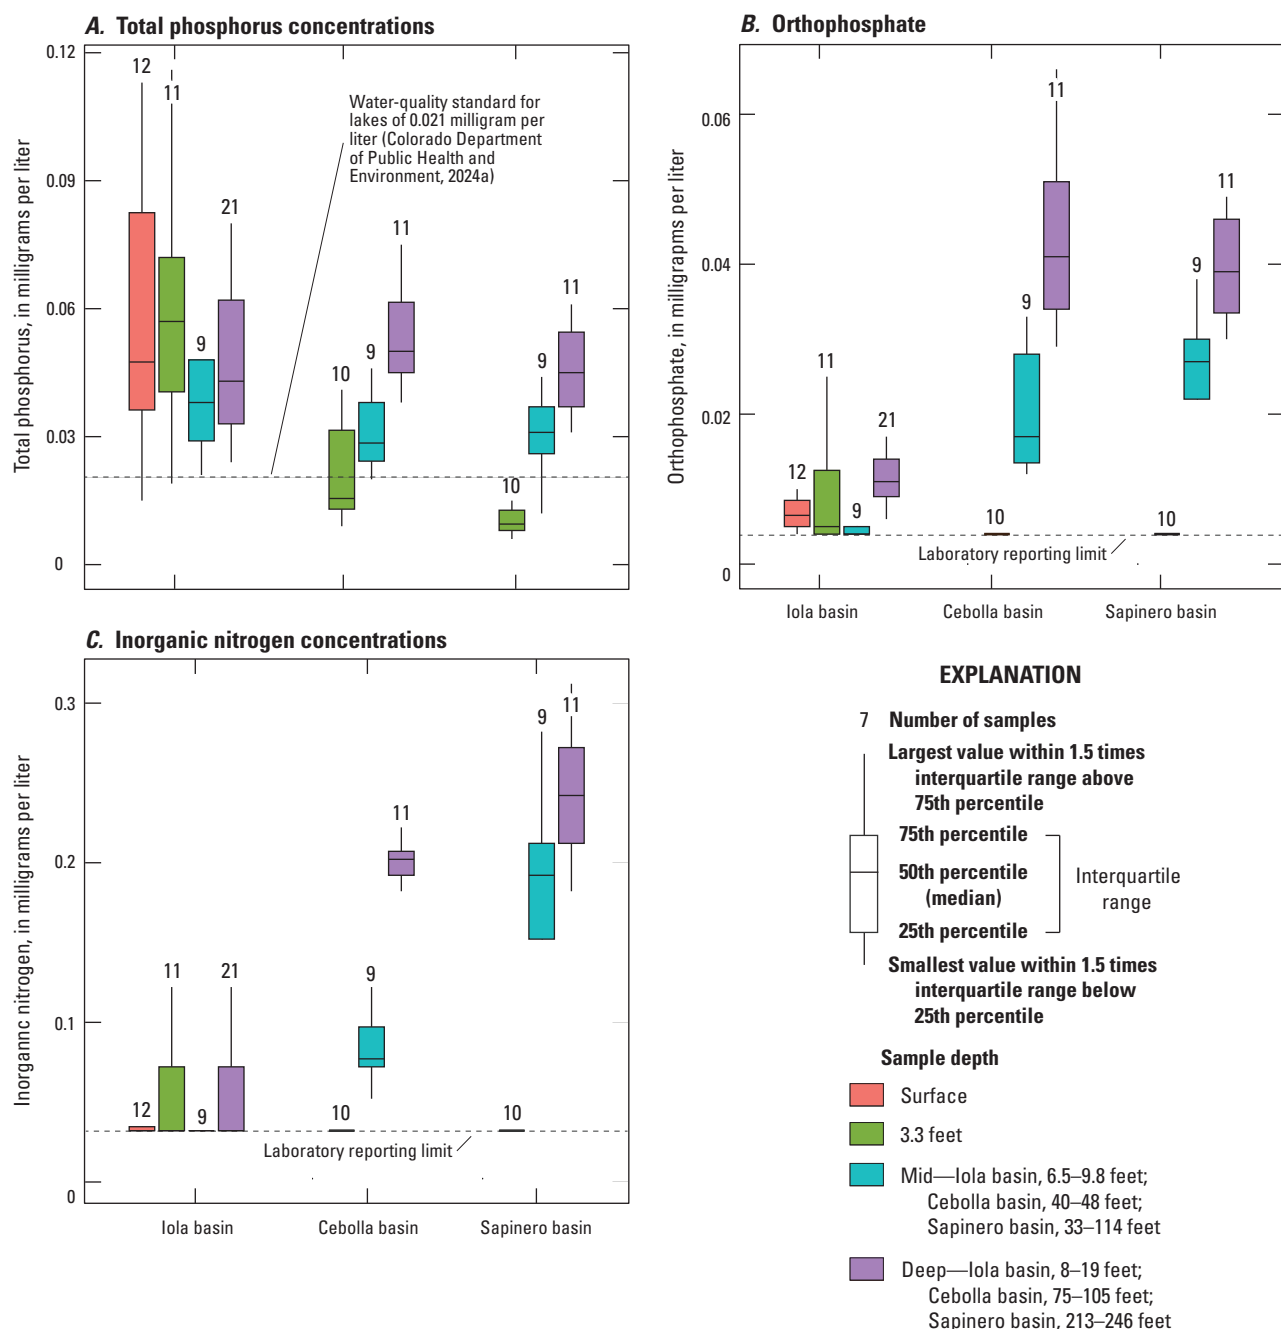 A. Total phosphorus concentrations
0.12
0.09
0.06
0.03
0
Total phosphorus, in milligrams per liter
12
11
9
21
10
9
11
10
9
11
Water-quality standard for
lakes of 0.021 milligram per
liter (Colorado Department
of Public Health and
Environment, 2024a)
B. Orthophosphate
0.06
0.04
0.02
0
Orthophosphate, in milligrapms per liter
12
11
9
21
10
9
11
10
9
11
Laboratory reporting limit
Iola basin
Cebolla basin
Sapinero basin
C. Inorganic nitrogen concentrations
0.3
0.2
0.1
0
Inorgannc nitrogen, in milligrams per liter
12
11
9
21
10
9
11
10
9
11
Laboratory reporting limit
Iola basin
Cebolla basin
Sapinero basin
EXPLANATION
7 Number of samples
Largest value within 1.5 times
interquartile range above
75th percentile
75th percentile
50th percentile
(median)
25th percentile
Interquartile
range
Smallest value within 1.5 times
interquartile range below
25th percentile
Sample depth
Surface
3.3 feet
Mid—Iola basin, 6.5–9.8 feet;
Cebolla basin, 40–48 feet;
Sapinero basin, 33–114 feet
Deep—Iola basin, 8–19 feet;
Cebolla basin, 75–105 feet;
Sapinero basin, 213–246 feet